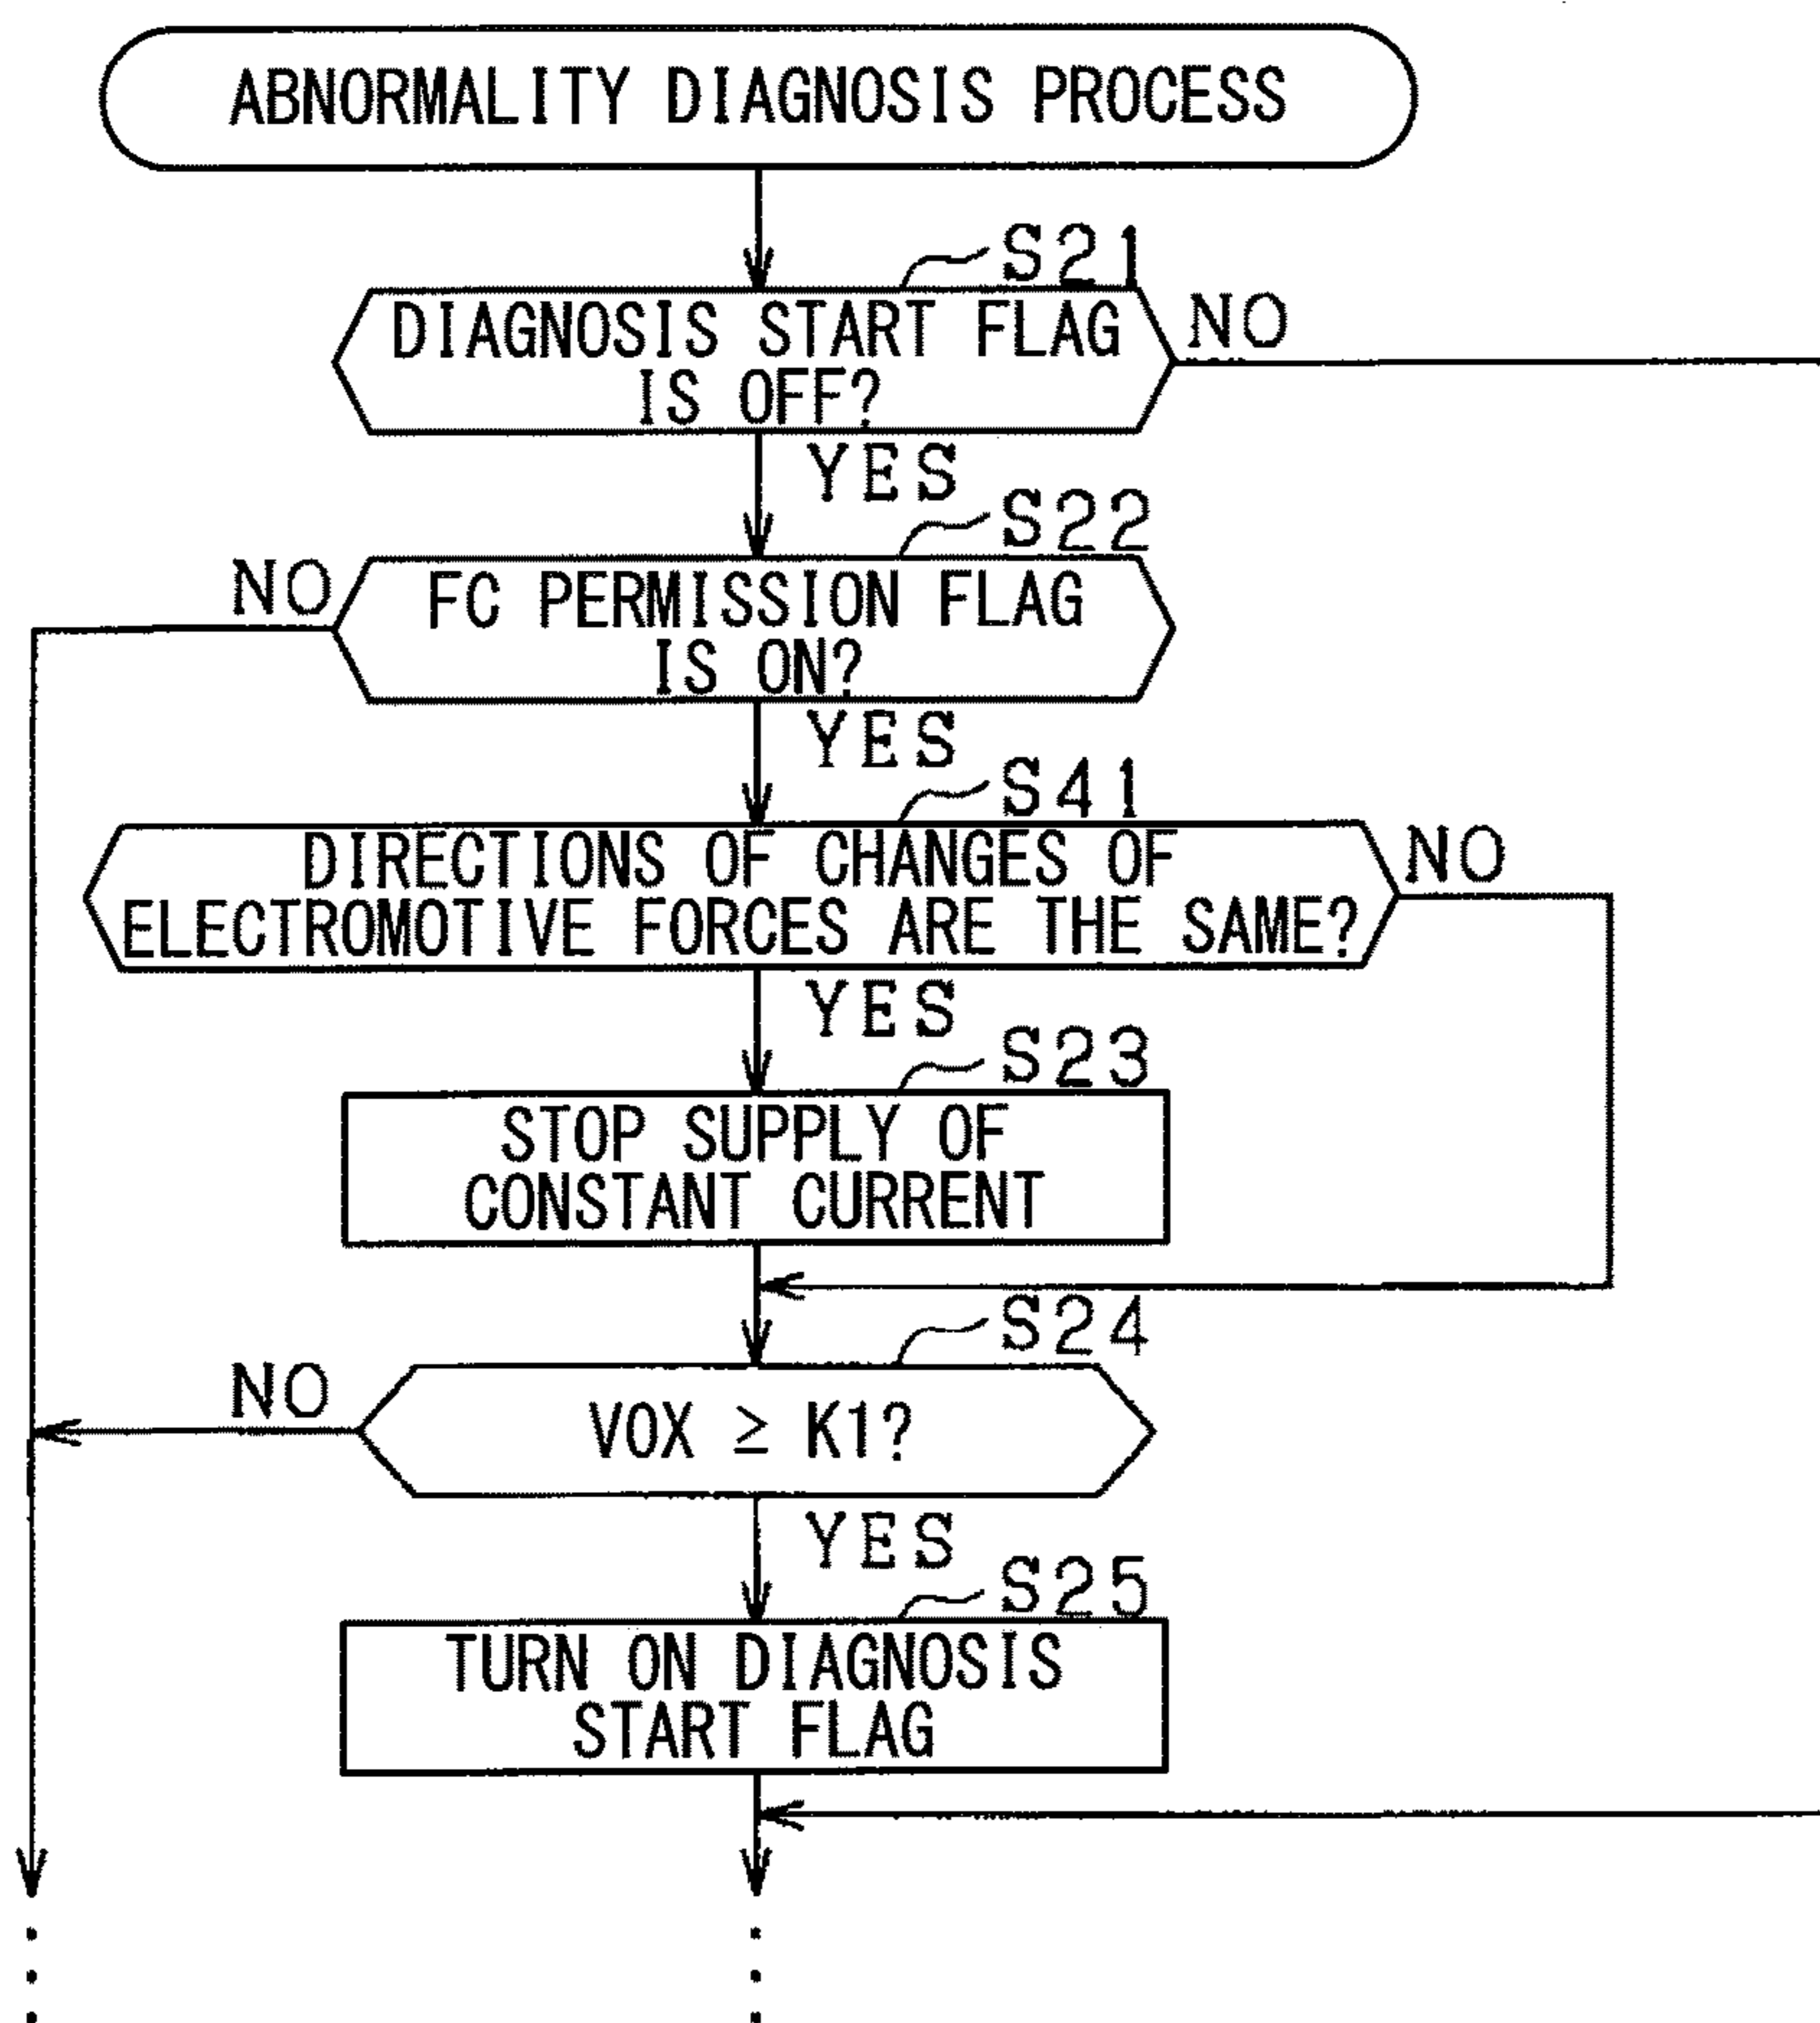 ABNORMALITY DIAGNOSIS PROCESS
S21
DIAGNOSIS START FLAG
IS OFF?
NO
YES
S22
NO
FC PERMISSION FLAG
IS ON?
YES
S41
DIRECTIONS OF CHANGES OF
ELECTROMOTIVE FORCES ARE THE SAME?
NO
YES
S23
STOP SUPPLY OF
CONSTANT CURRENT
S24
NO
VOX ≥ K1?
YES
S25
TURN ON DIAGNOSIS
START FLAG